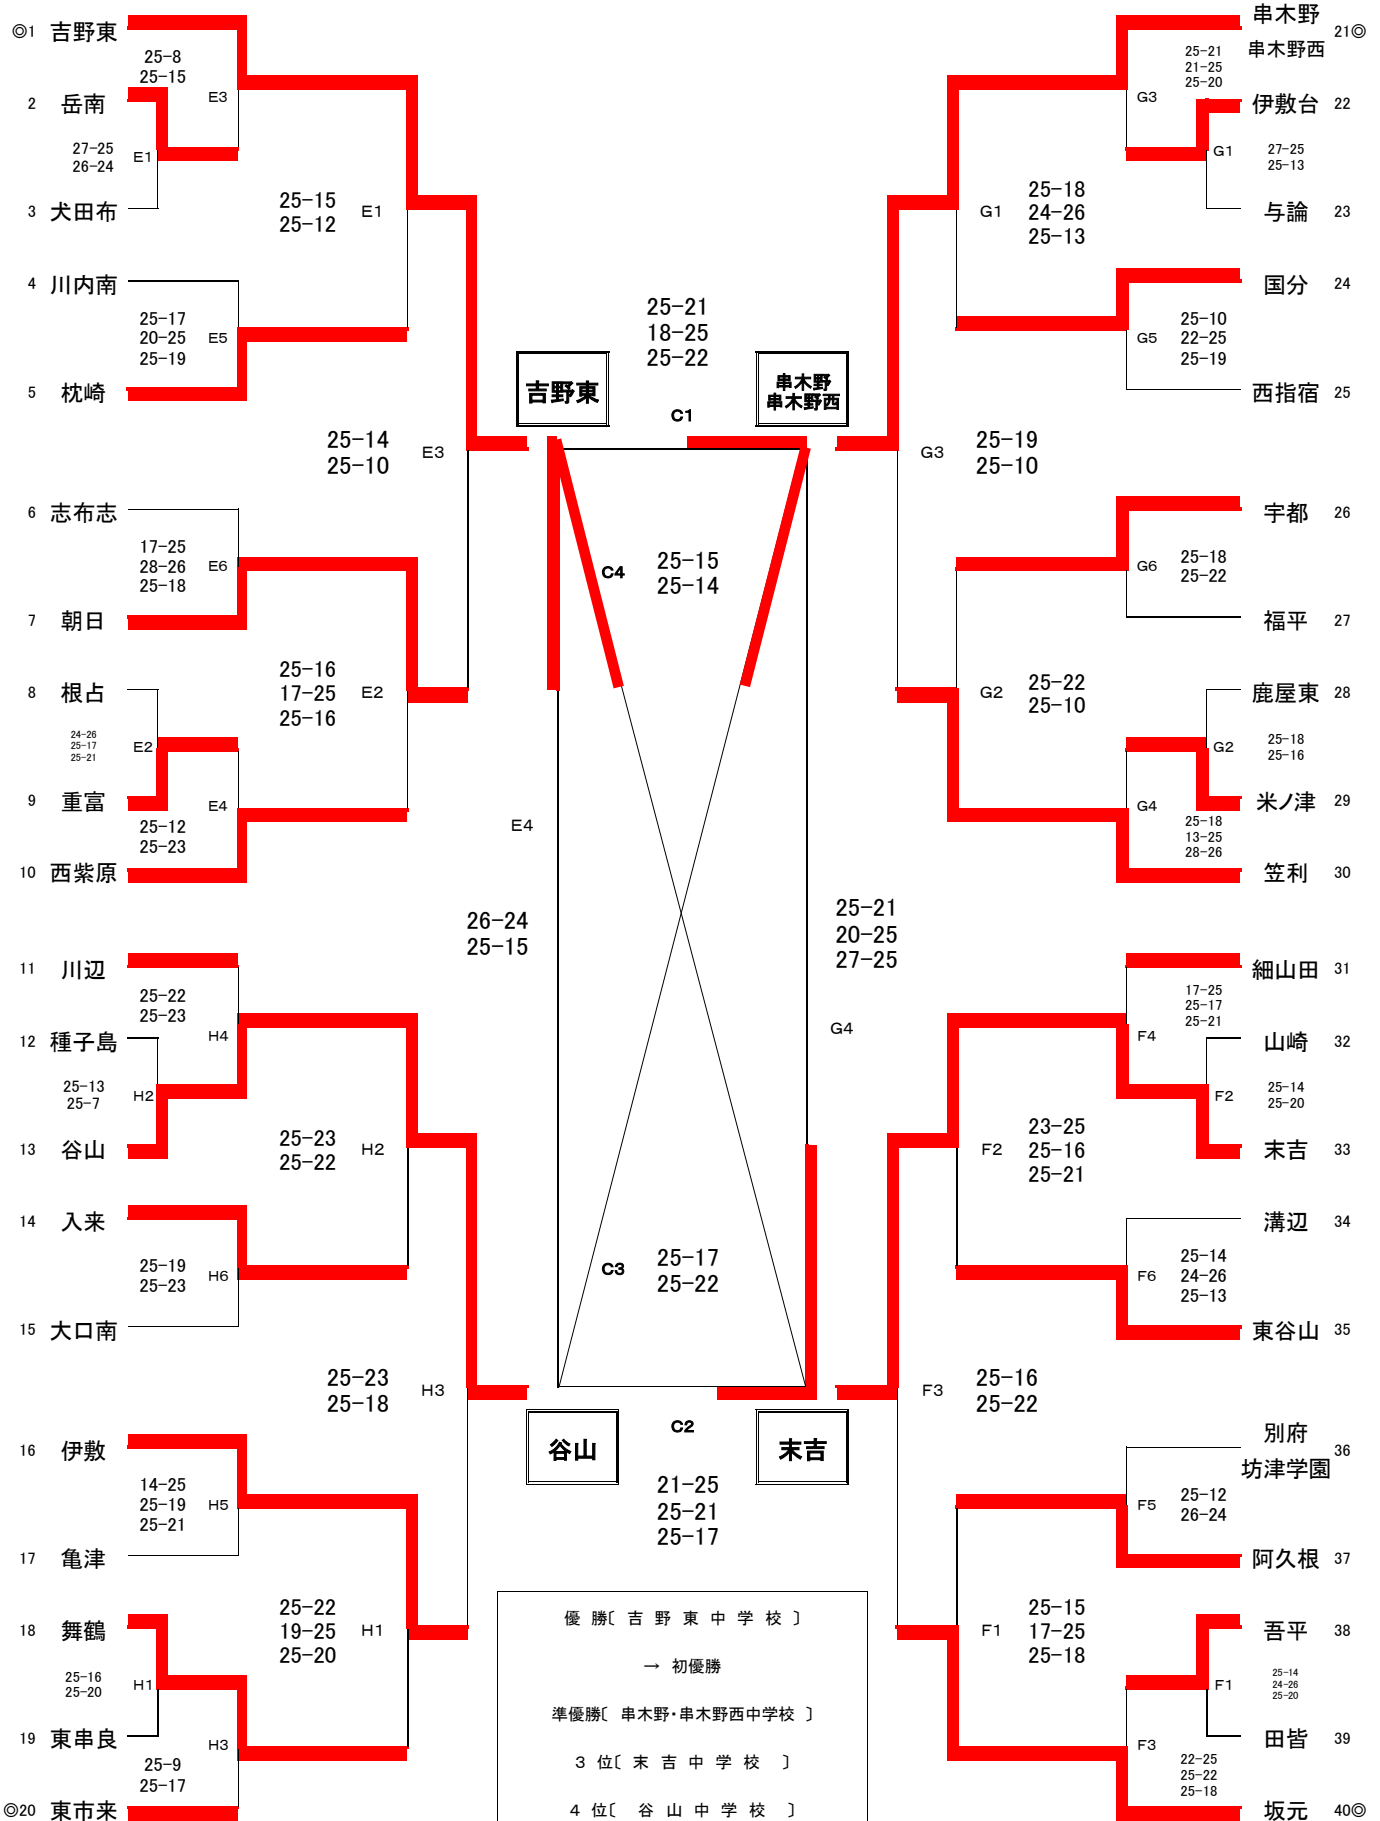 ◎1 吉野東
25-8
25-15
E3
2 岳南
27-25
26-24
E1
3 犬田布
25-15
25-12
E1
4 川内南
25-17
20-25
25-19
E5
5 枕崎
25-14
25-10
E3
6 志布志
17-25
28-26
25-18
E6
7 朝日
25-16
17-25
25-16
E2
8 根占
24-26
25-17
25-21
E2
9 重富
E4
25-12
25-23
10 西紫原
11 川辺
25-22
25-23
H4
12 種子島
25-13
25-7
H2
13 谷山
25-23
25-22
H2
14 入来
25-19
25-23
H6
15 大口南
25-23
25-18
H3
16 伊敷
14-25
25-19
25-21
H5
17 亀津
25-22
19-25
25-20
H1
18 舞鶴
25-16
25-20
H1
19 東串良
H3
25-9
25-17
◎20 東市来
25-21
18-25
25-22
吉野東
串木野
串木野西
C1
C4
25-15
25-14
E4
26-24
25-15
25-21
20-25
27-25
G4
C3
25-17
25-22
谷山
C2
末吉
21-25
25-21
25-17
優 勝〔 吉 野 東 中 学 校 〕
→ 初優勝
準優勝〔 串木野・串木野西中学校 〕
3 位〔 末 吉 中 学 校 〕
4 位〔 谷 山 中 学 校 〕
串木野
串木野西
21◎
25-21
21-25
25-20
G3
伊敷台 22
G1
27-25
25-13
与論 23
G1
25-18
24-26
25-13
国分 24
G5
25-10
22-25
25-19
西指宿 25
G3
25-19
25-10
宇都 26
G6
25-18
25-22
福平 27
G2
25-22
25-10
鹿屋東 28
G2
25-18
25-16
米ノ津 29
G4
25-18
13-25
28-26
笠利 30
細山田 31
17-25
25-17
25-21
F4
山崎 32
F2
25-14
25-20
末吉 33
F2
23-25
25-16
25-21
溝辺 34
F6
25-14
24-26
25-13
東谷山 35
F3
25-16
25-22
別府
坊津学園
36
F5
25-12
26-24
阿久根 37
F1
25-15
17-25
25-18
吾平 38
F1
25-14
24-26
25-20
田皆 39
F3
22-25
25-22
25-18
坂元 40◎